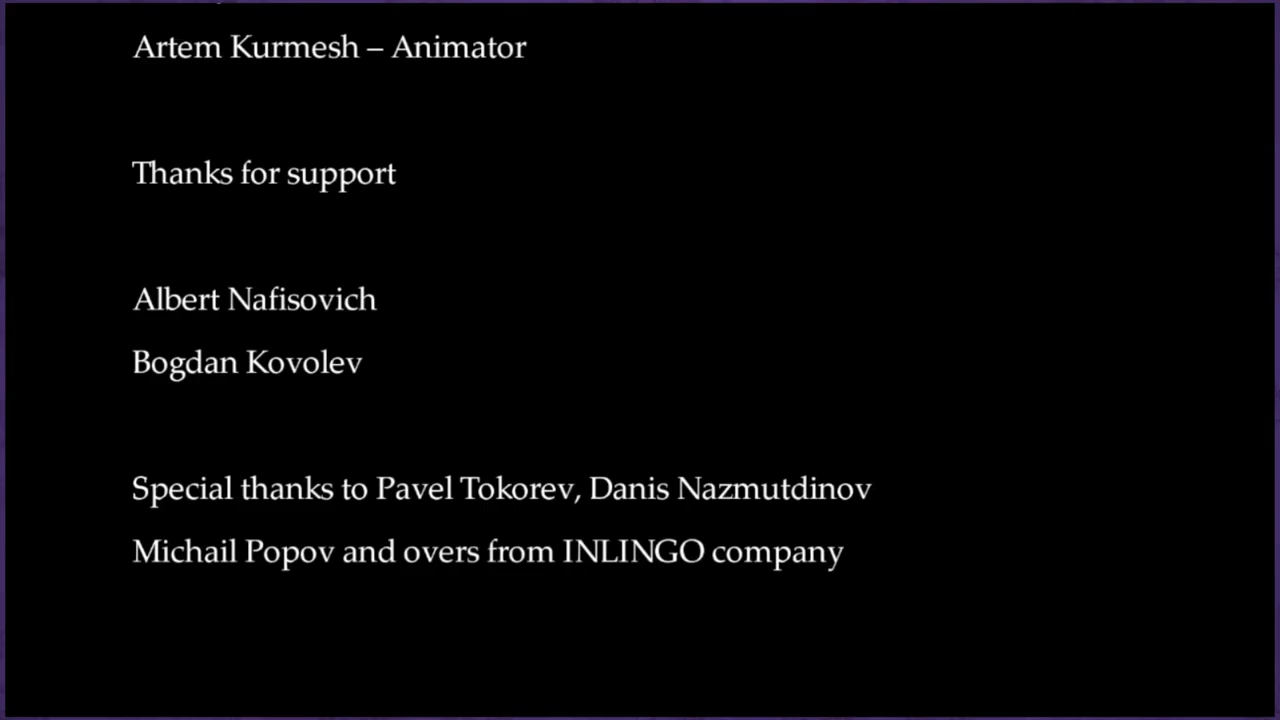 Artem Kurmesh – Animator
Thanks for support
Albert Nafisovich
Bogdan Kovolev
Special thanks to Pavel Tokorev, Danis Nazmutdinov
Michail Popov and overs from INLINGO company